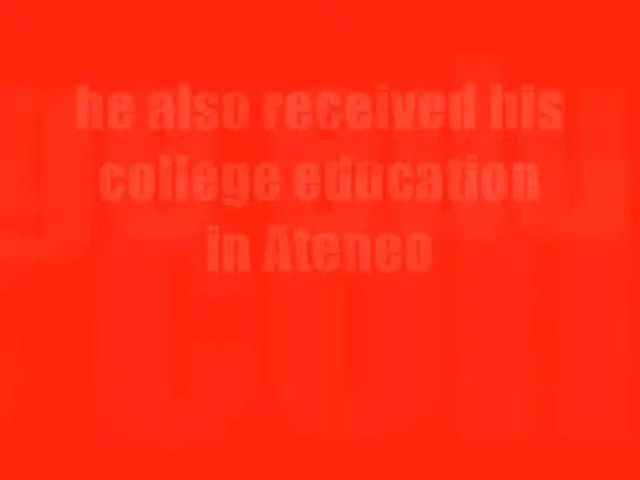 he also received his
college education
in Ateneo